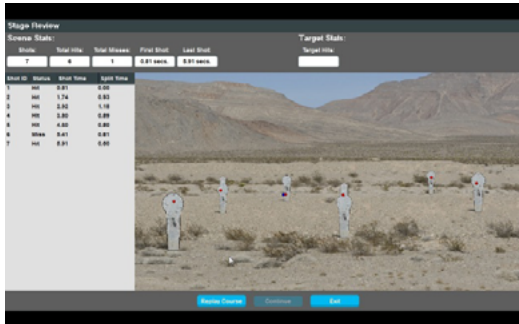 Stage Review
Scene Stats:
Target Stats:
Shots: Total Hits: Total Misses: First Shot: Last Shot:
Target Hits:
7 6 1 0.81 secs. 5.91 secs.
Shot ID Status Shot Time Split Time
1 Hit 0.81 0.00
2 Hit 1.74 0.93
3 Hit 2.92 1.18
4 Hit 3.80 0.89
5 Hit 4.60 0.80
6 Miss 5.41 0.81
7 Hit 5.91
Replay Course Continue Exit